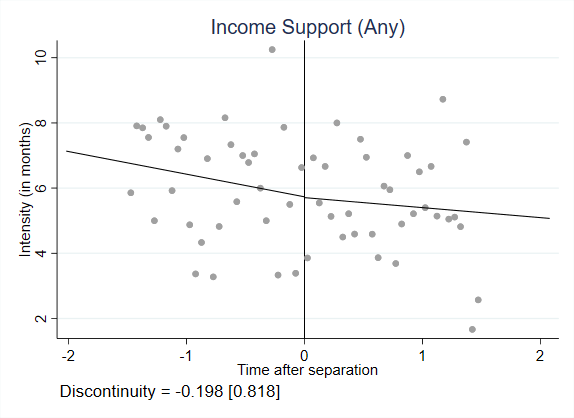 Income Support (Any)
Intensity (in months)
10
8
6
4
2
-2 -1 0 1 2
Time after separation
Discontinuity = -0.198 [0.818]